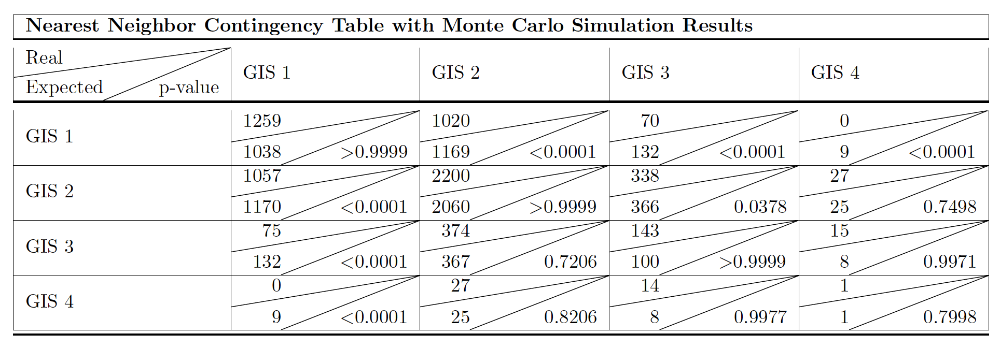 Nearest Neighbor Contingency Table with Monte Carlo Simulation Results
Real
GIS 1 GIS 2 GIS 3 GIS 4
Expected p-value
1259 1020 70 0
GIS 1
1038 >0.9999 1169 <0.0001 132 <0.0001 9 <0.0001
1057 2200 338 27
GIS 2
1170 <0.0001 2060 >0.9999 366 0.0378 25 0.7498
75 374 143 15
GIS 3
132 <0.0001 367 0.7206 100 >0.9999 8 0.9971
0 27 14 1
GIS 4
9 <0.0001 25 0.8206 8 0.9977 1 0.7998